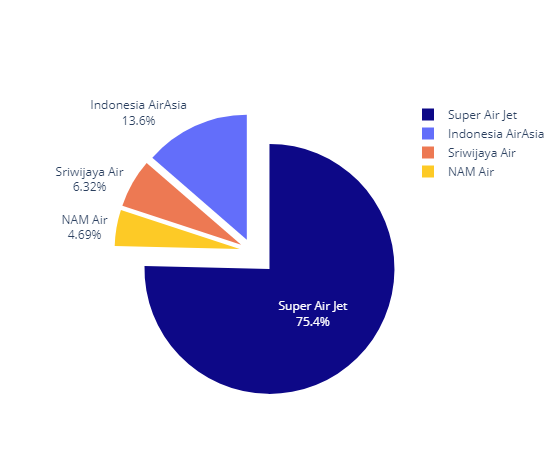 Indonesia AirAsia
13.6%
Sriwijaya Air
6.32%
NAM Air
4.69%
Super Air Jet
75.4%
Super Air Jet
Indonesia AirAsia
Sriwijaya Air
NAM Air